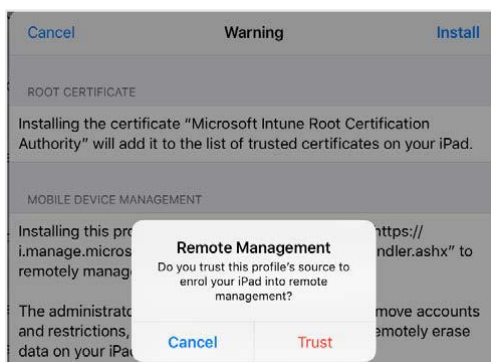 Cancel Warning Install
ROOT CERTIFICATE
Installing the certificate “Microsoft Intune Root Certification
Authority” will add it to the list of trusted certificates on your iPad.
MOBILE DEVICE MANAGEMENT
Installing this ttps://
i.manage.micros ndler.ashx” to
remotely manag
Remote Management
Do you trust this profile's source to
enrol your iPad into remote
management?
Cancel Trust
The administrat move accounts
and restrictions, emotely erase
data on your iPa